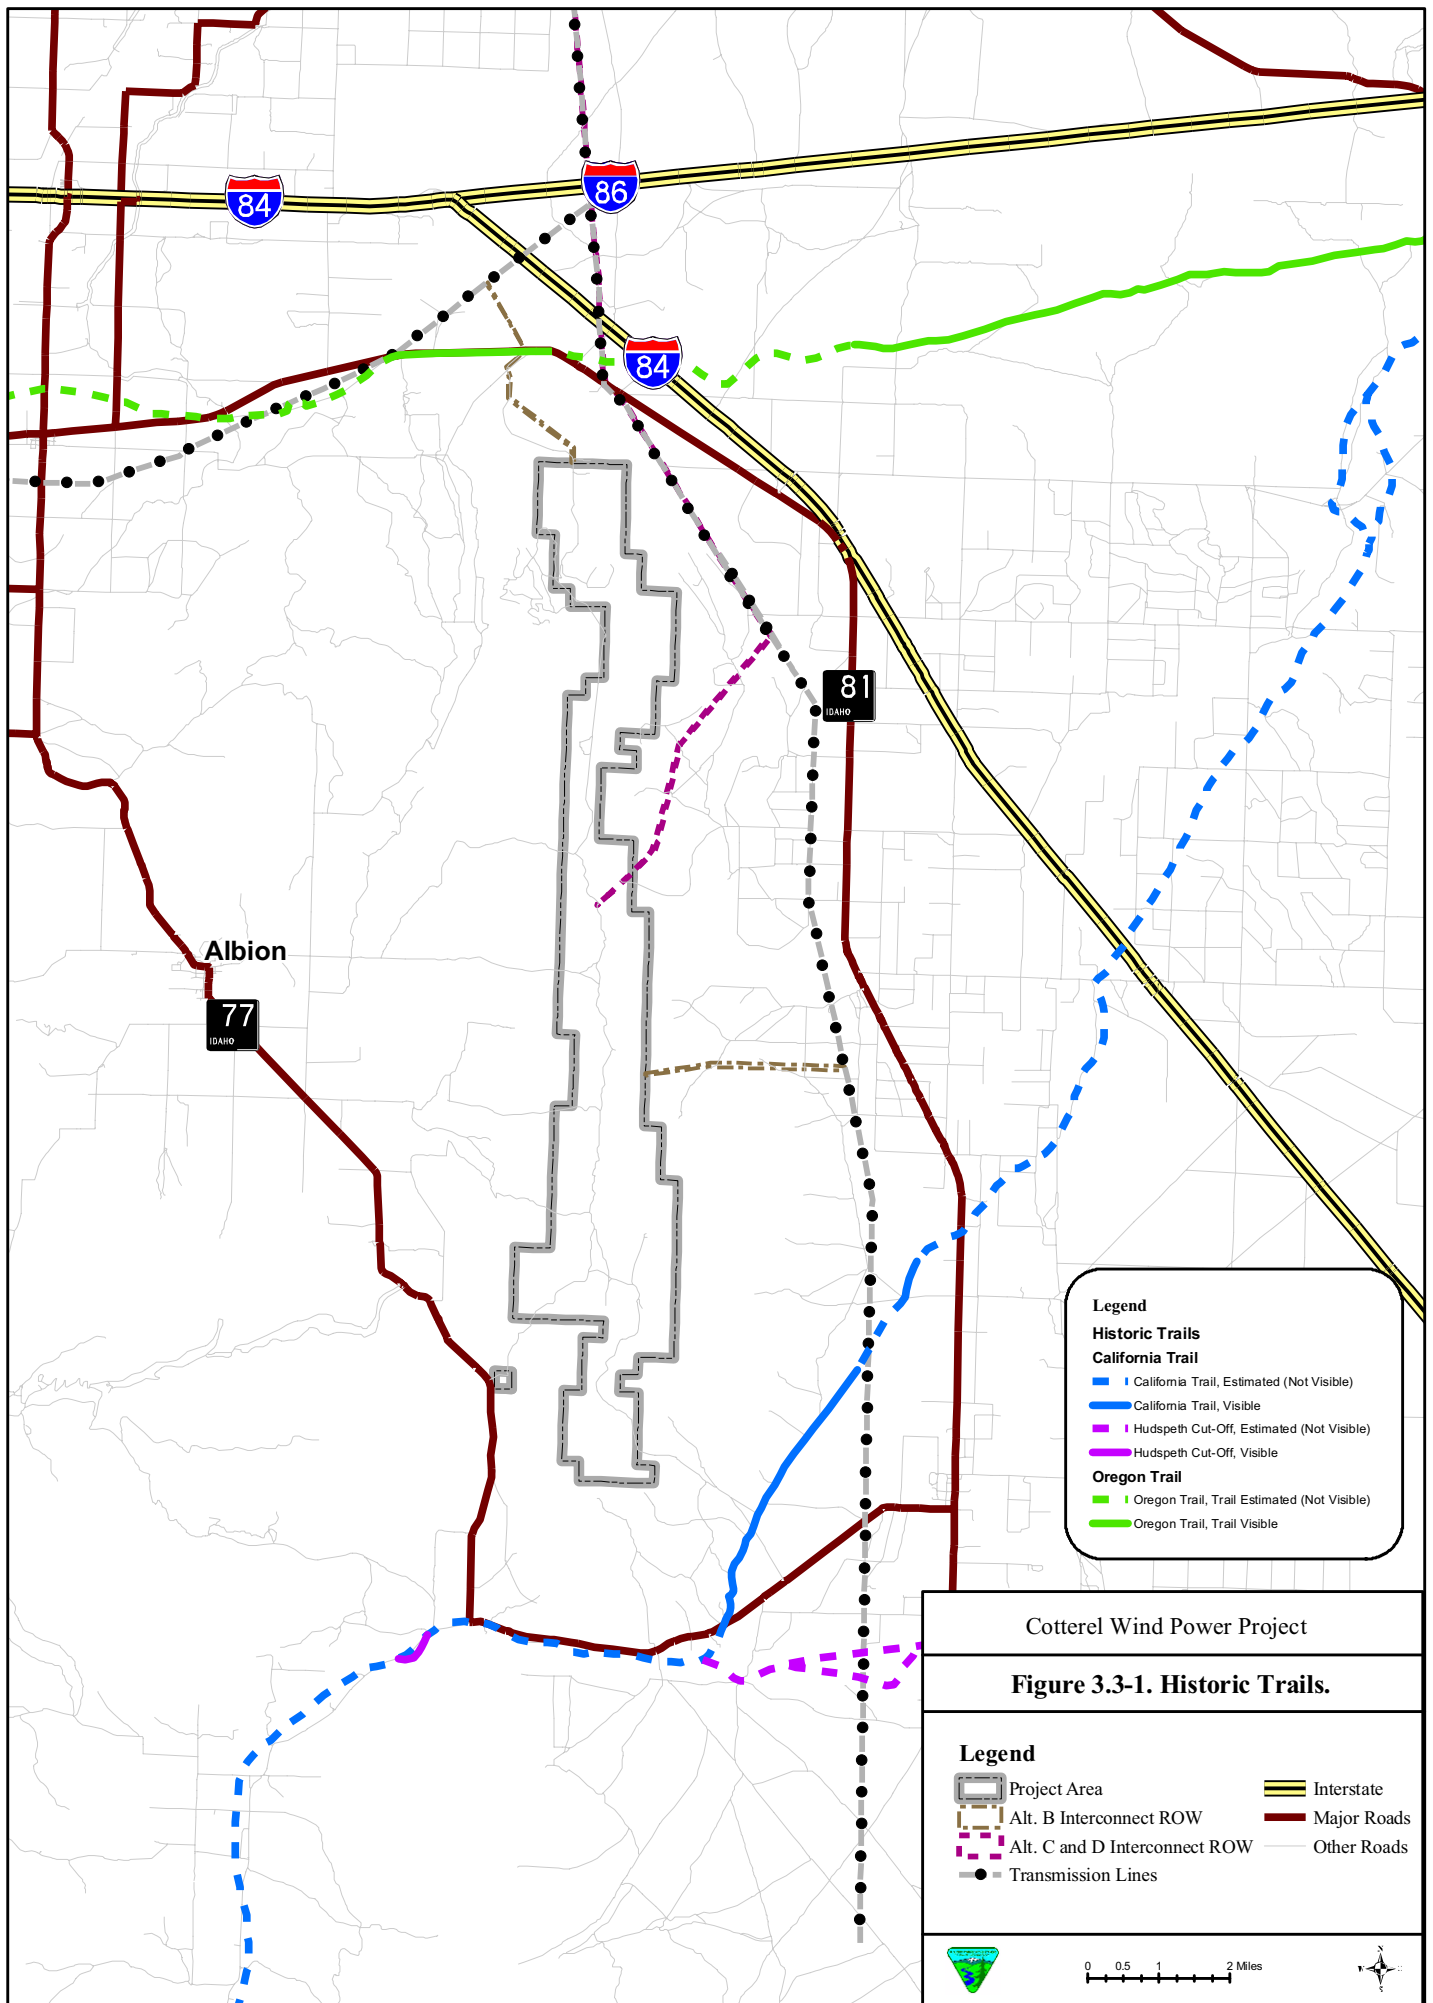 84
86
84
81
IDAHO
Albion
77
IDAHO
Legend
Historic Trails
California Trail
California Trail, Estimated (Not Visible)
California Trail, Visible
Hudspeth Cut-Off, Estimated (Not Visible)
Hudspeth Cut-Off, Visible
Oregon Trail
Oregon Trail, Trail Estimated (Not Visible)
Oregon Trail, Trail Visible
Cotterel Wind Power Project
Figure 3.3-1. Historic Trails.
Legend
Project Area
Interstate
Alt. B Interconnect ROW
Major Roads
Alt. C and D Interconnect ROW
Other Roads
Transmission Lines
0 0.5 1 2 Miles
N
W
S